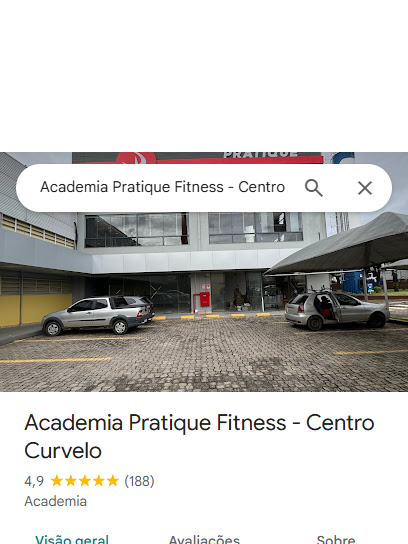 PRATIQUE
Academia Pratique Fitness - Centro
Academia Pratique Fitness - Centro
Curvelo
4,9 (188)
Academia
Visão geral Avaliações Sobre